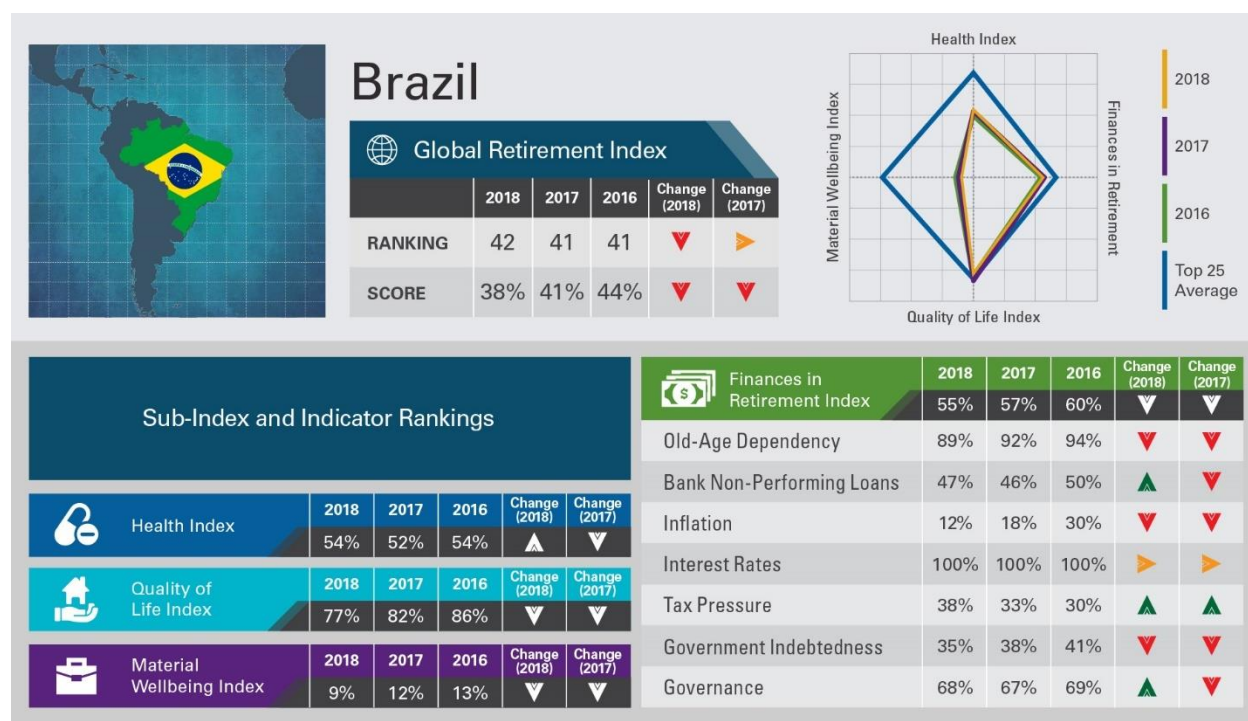 Brazil
Global Retirement Index
2018 2017 2016 Change (2018) Change (2017)
RANKING 42 41 41
SCORE 38% 41% 44%
Health Index
Material Wellbeing Index
Finances in Retirement
Quality of Life Index
2018
2017
2016
Top 25
Average
Sub-Index and Indicator Rankings
Health Index
2018 2017 2016 Change (2018) Change (2017)
54% 52% 54%
Quality of
Life Index
2018 2017 2016 Change (2018) Change (2017)
77% 82% 86%
Material
Wellbeing Index
2018 2017 2016 Change (2018) Change (2017)
9% 12% 13%
Finances in
Retirement Index
2018 2017 2016 Change (2018) Change (2017)
55% 57% 60%
Old-Age Dependency 89% 92% 94%
Bank Non-Performing Loans 47% 46% 50%
Inflation 12% 18% 30%
Interest Rates 100% 100% 100%
Tax Pressure 38% 33% 30%
Government Indebtedness 35% 38% 41%
Governance 68% 67% 69%